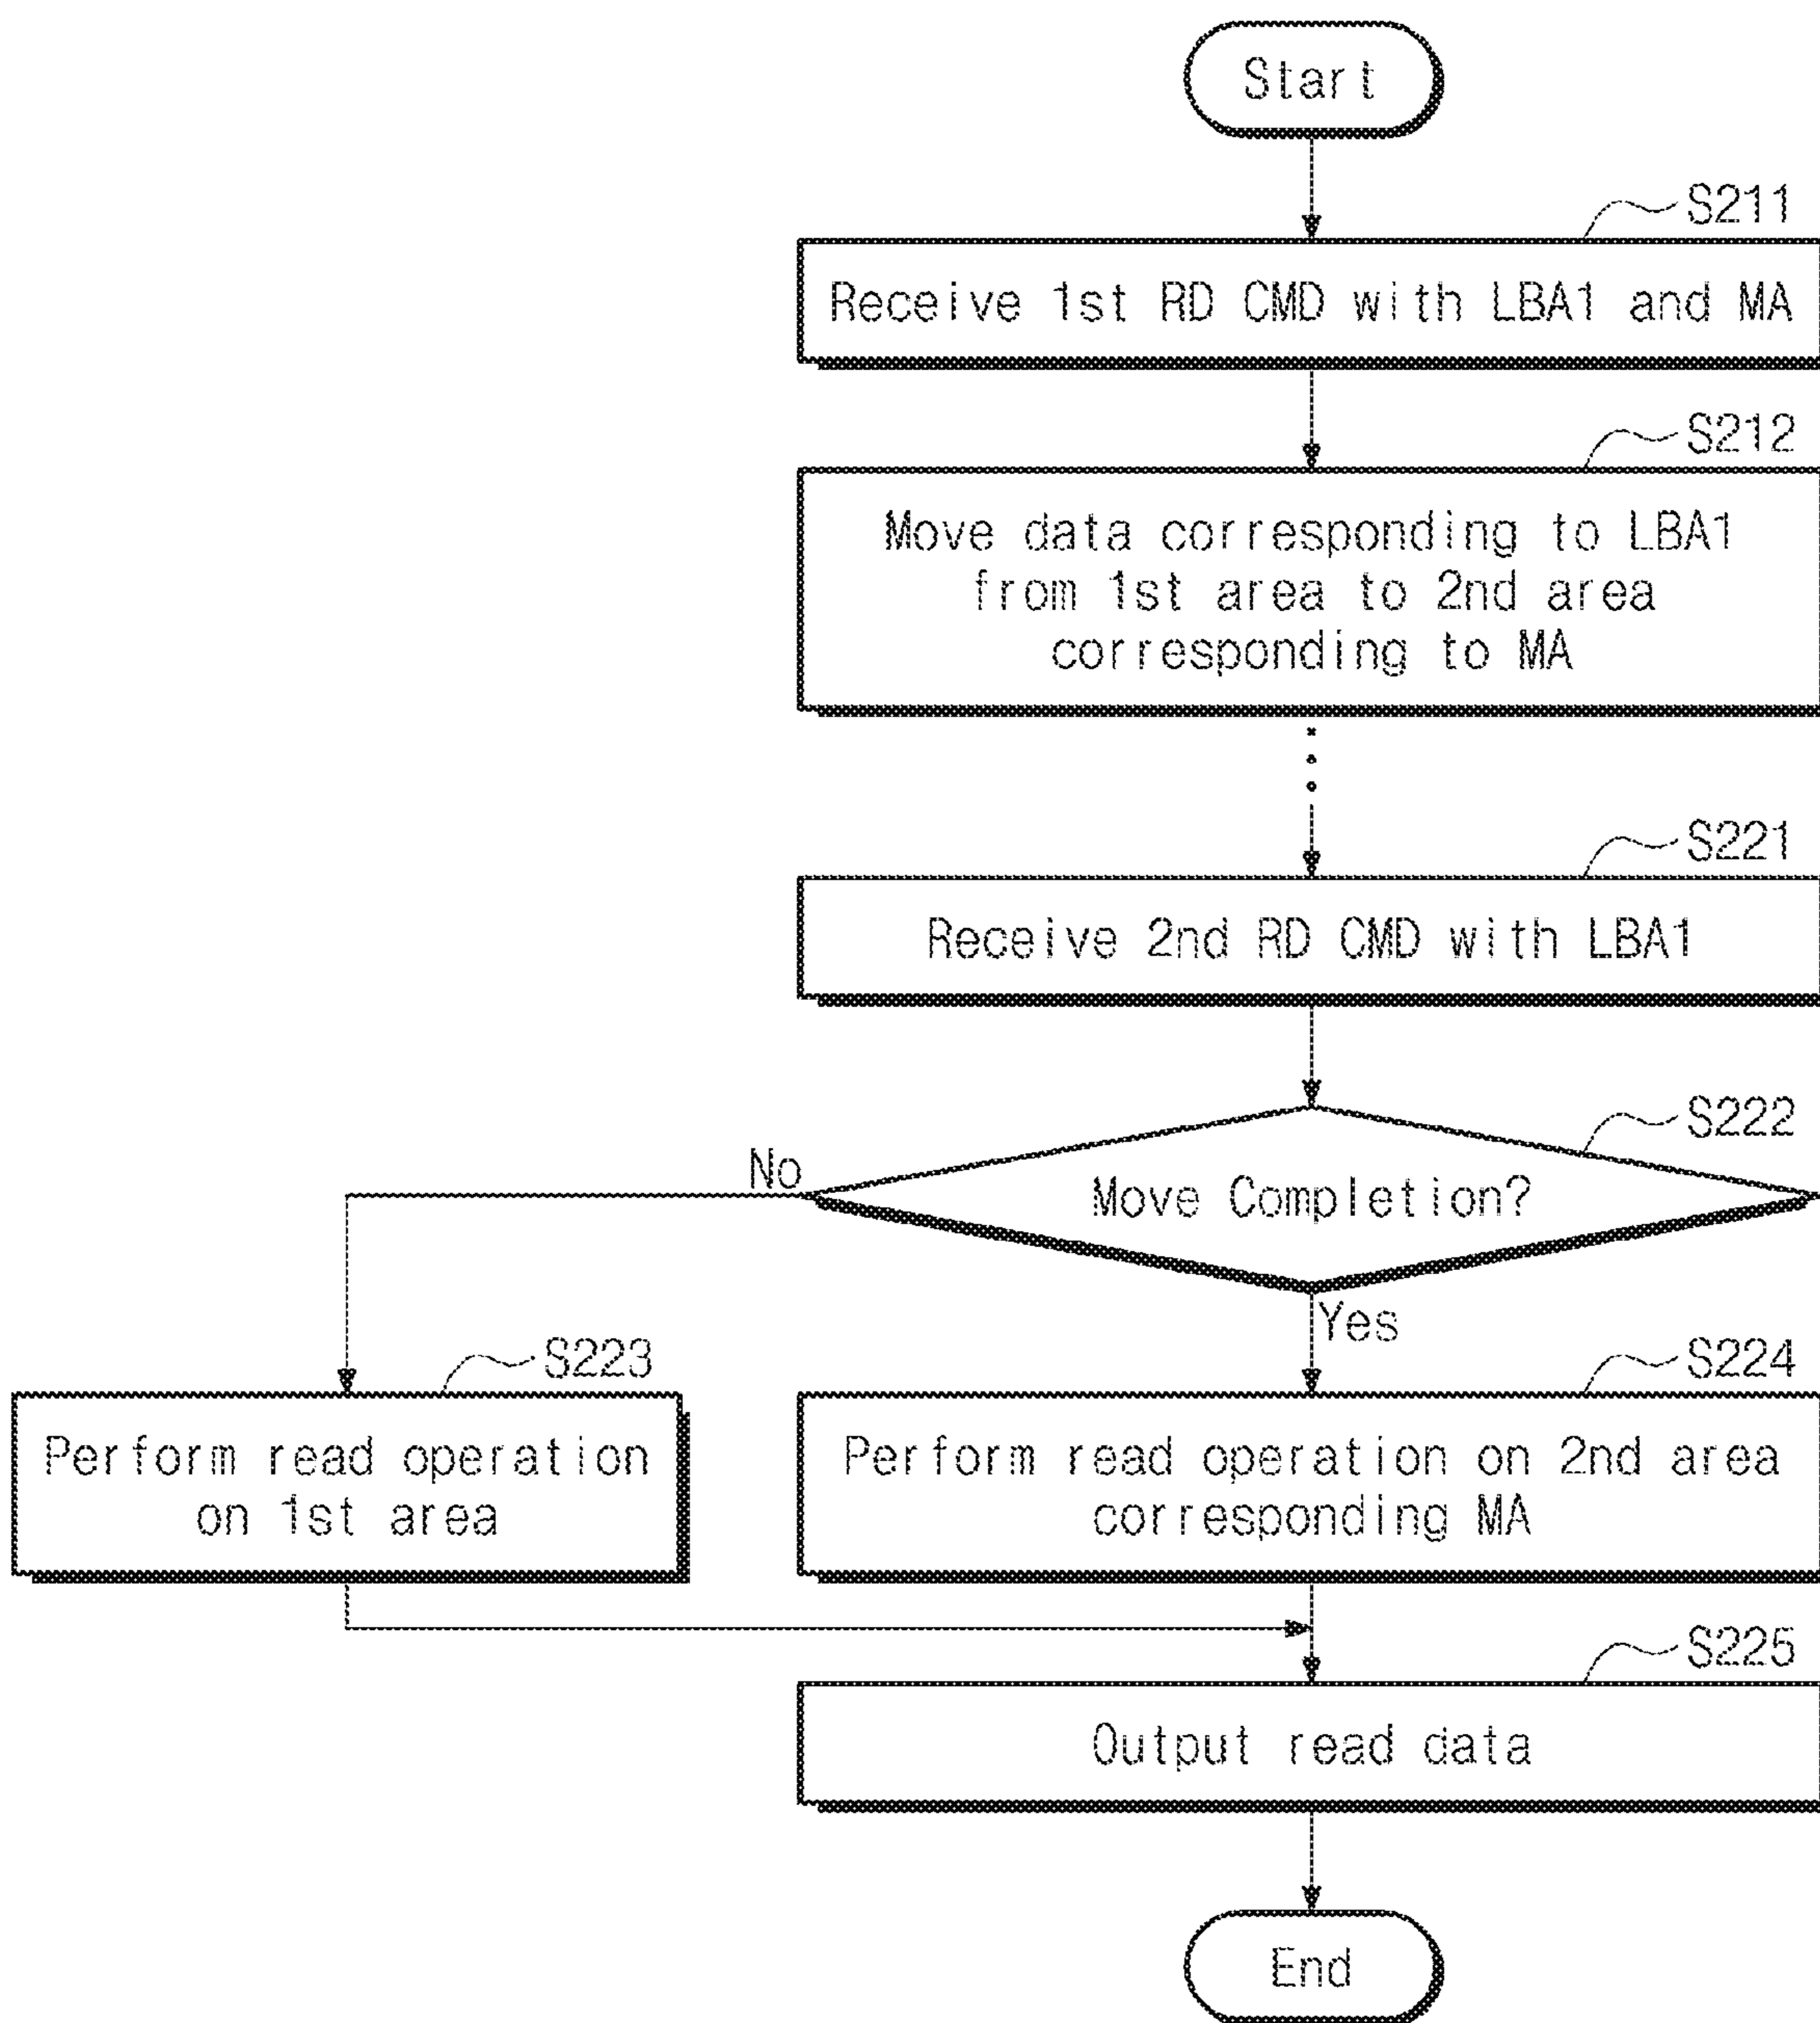 Start
S211
Receive 1st RD CMD with LBA1 and MA
S212
Move data corresponding to LBA1
from 1st area to 2nd area
corresponding to MA
S221
Receive 2nd RD CMD with LBA1
S222
No
Move Completion?
Yes
S223
S224
Perform read operation
on 1st area
Perform read operation on 2nd area
corresponding MA
S225
Output read data
End